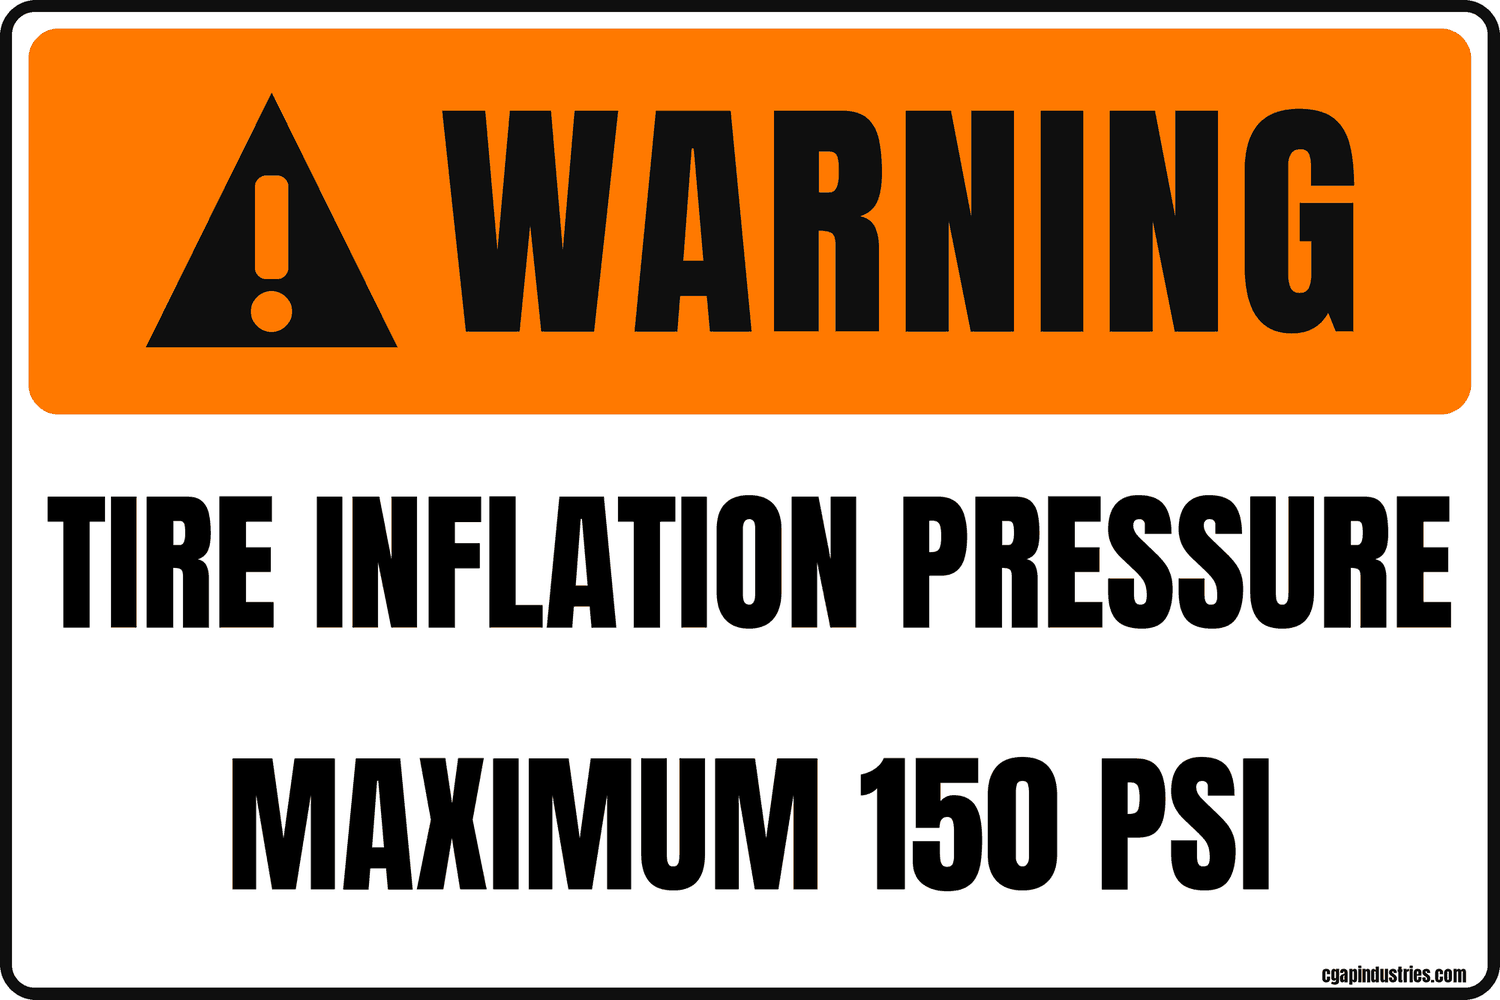 WARNING
TIRE INFLATION PRESSURE
MAXIMUM 150 PSI
cgapindustries.com